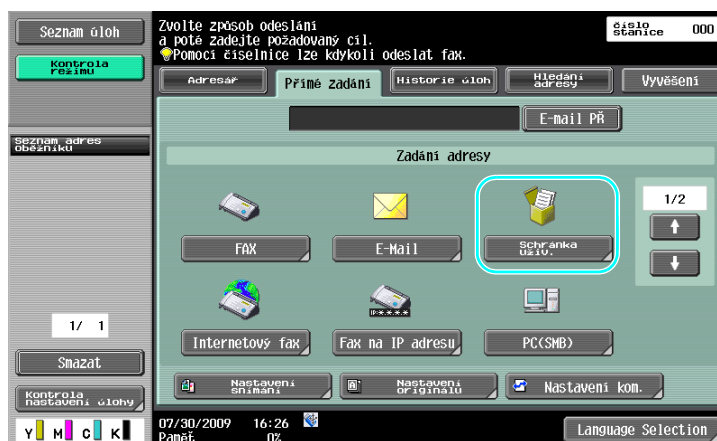 Seznam úloh
Kontrola
režimu
Seznam adres
oběžníku
1/ 1
Smazat
Kontrola
nastavení úlohy
Y M C K
Zvolte způsob odeslání
a poté zadejte požadovaný cíl.
Pomocí číselnice lze kdykoli odeslat fax.
číslo
stanice 000
Adresář
Přímé zadání
Historie úloh
Hledání
adresy
Vyvěšení
E-mail PŘ
Zadání adresy
FAX
E-Mail
Schránka
uživ.
1/2
Internetový fax
Fax na IP adresu
PC(SMB)
Nastavení
snímání
Nastavení
originálu
Nastavení kom.
07/30/2009 16:26
Paměť 0%
Language Selection